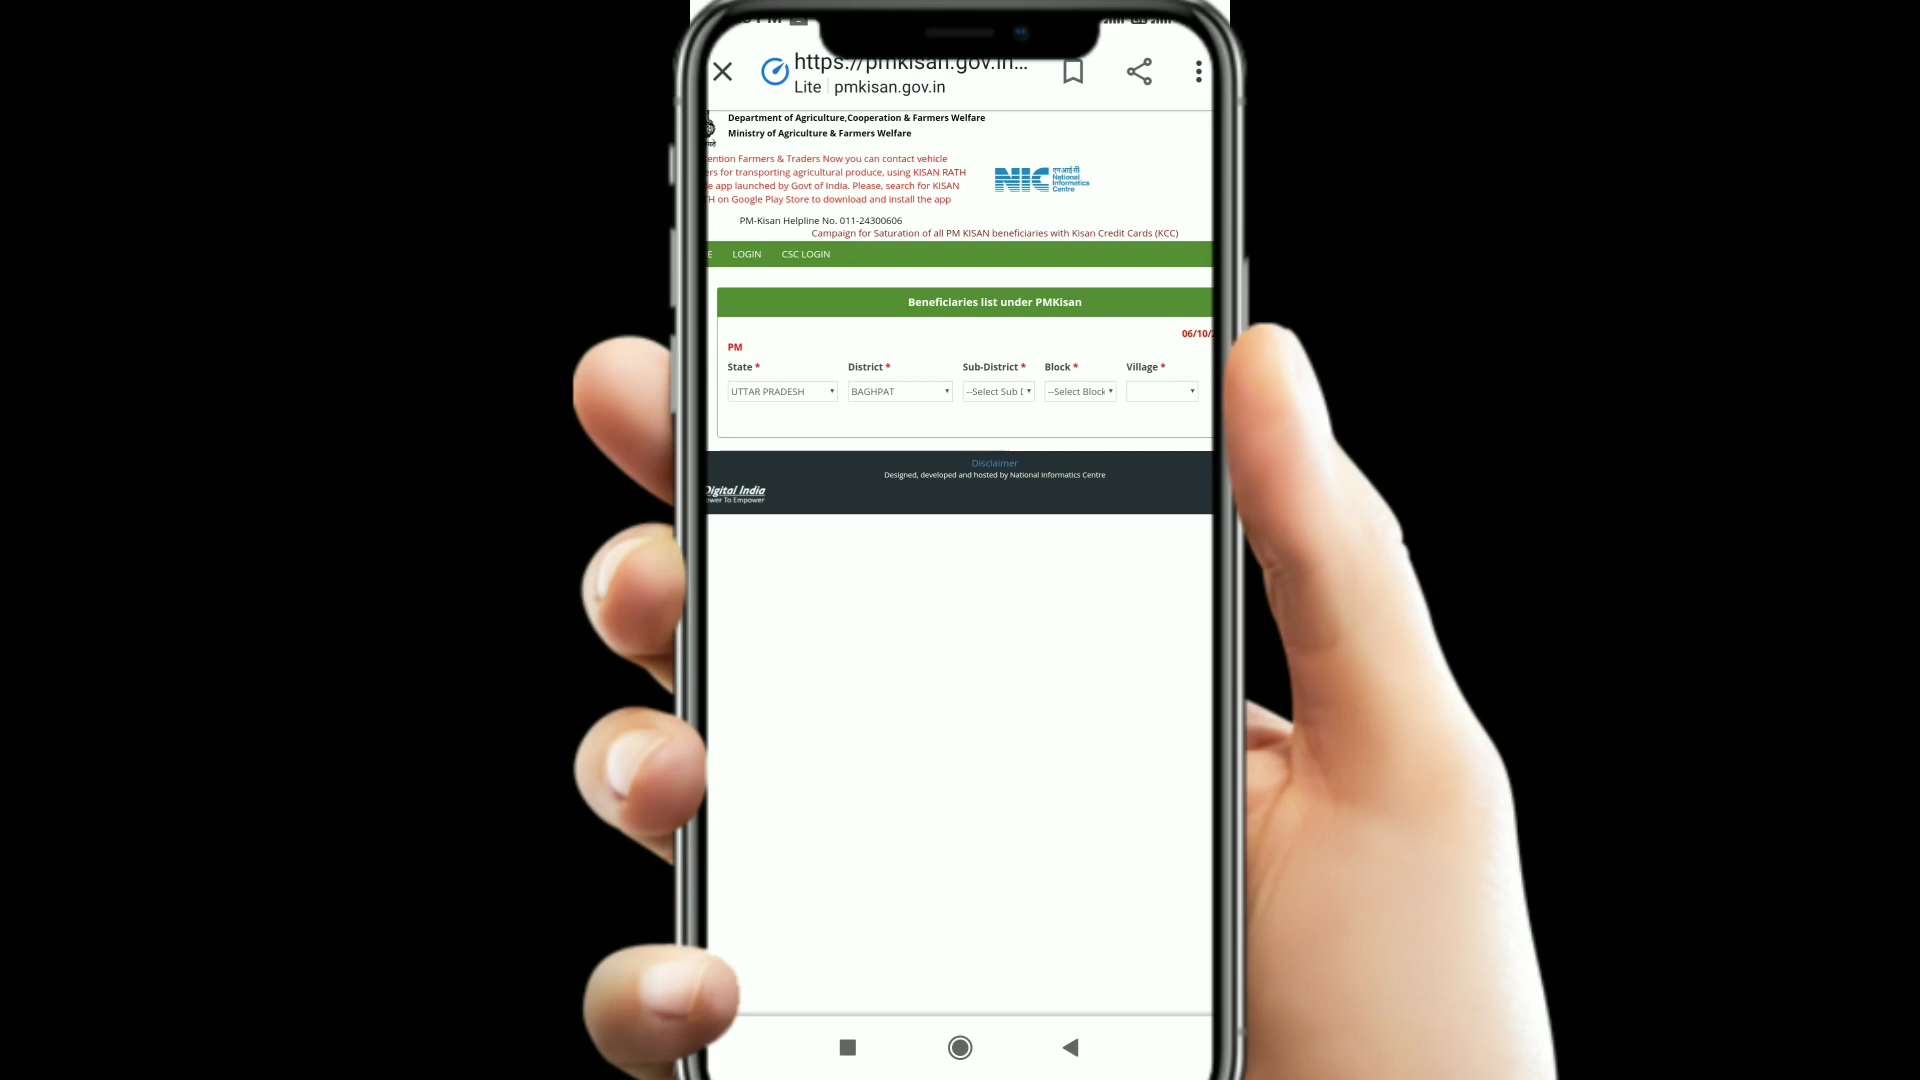 https://pmkisan.gov.in...
Lite pmkisan.gov.in
Department of Agriculture,Cooperation & Farmers Welfare
Ministry of Agriculture & Farmers Welfare
Farmers & Traders Now you can contact vehicle
for transporting agricultural produce, using KISAN RATH
app launched by Govt of India. Please, search for KISAN
on Google Play Store to download and install the app
NIC
एनआईसी
National
Informatics
Centre
PM-Kisan Helpline No. 011-24300606
Campaign for Saturation of all PM KISAN beneficiaries with Kisan Credit Cards (KCC)
LOGIN CSC LOGIN
Beneficiaries list under PMKisan
06/10/
PM
State * District * Sub-District * Block * Village *
UTTAR PRADESH BAGHPAT --Select Sub --Select Block
Disclaimer
Designed, developed and hosted by National Informatics Centre
Digital India
To Empower